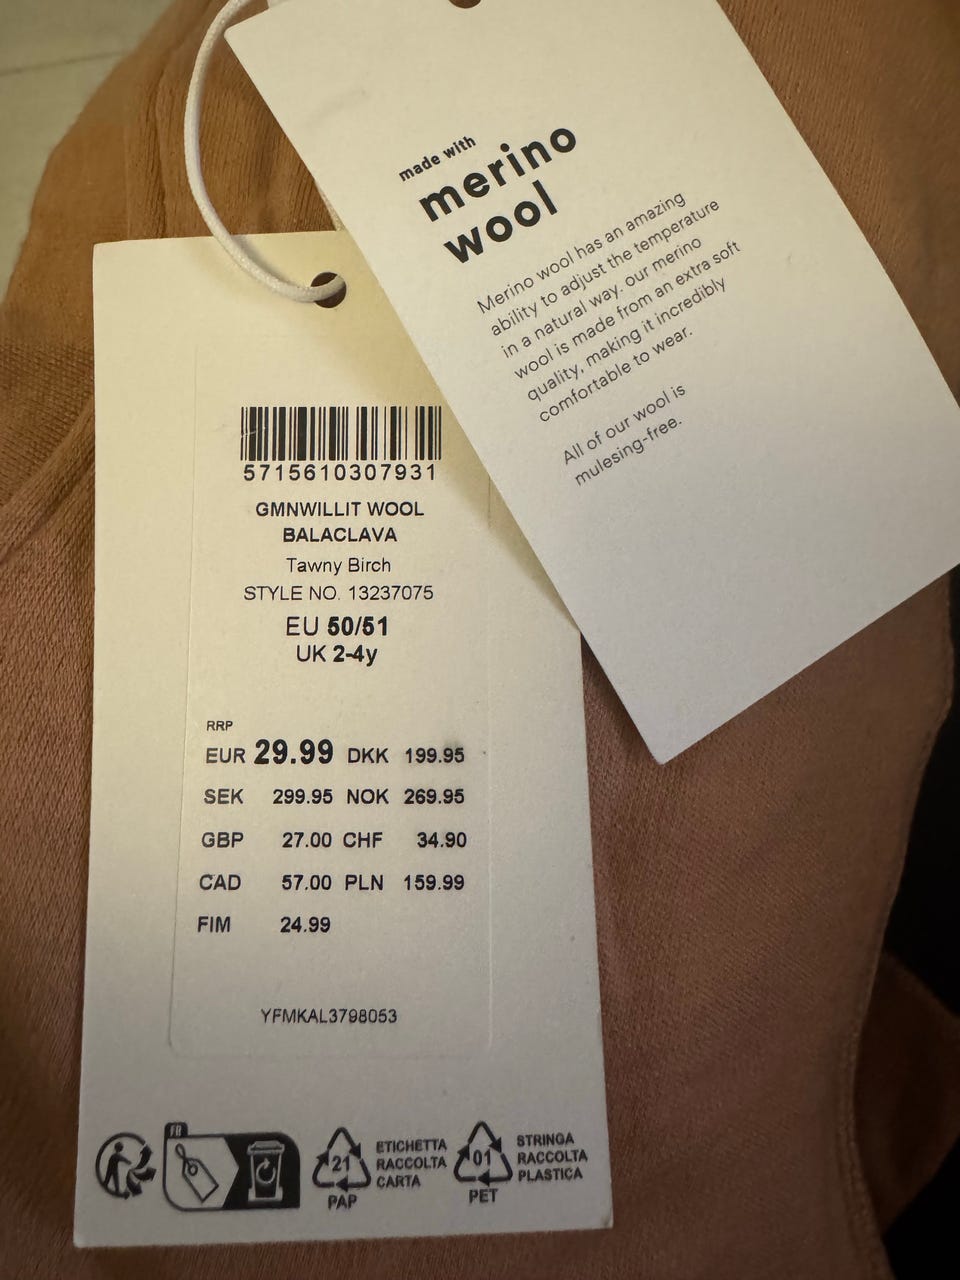 made with
merino
wool
Merino wool has an amazing
ability to adjust the temperature
in a natural way. our merino
wool is made from an extra soft
quality, making it incredibly
comfortable to wear.
All of our wool is
mulesing-free.
5715610307931
GMNWILLIT WOOL
BALACLAVA
Tawny Birch
STYLE NO. 13237075
EU 50/51
UK 2-4y
RRP
EUR 29.99 DKK 199.95
SEK 299.95 NOK 269.95
GBP 27.00 CHF 34.90
CAD 57.00 PLN 159.99
FIM 24.99
YFMKAL3798053
FR
21
PAP
ETICHETTA
RACCOLTA
CARTA
01
PET
STRINGA
RACCOLTA
PLASTICA